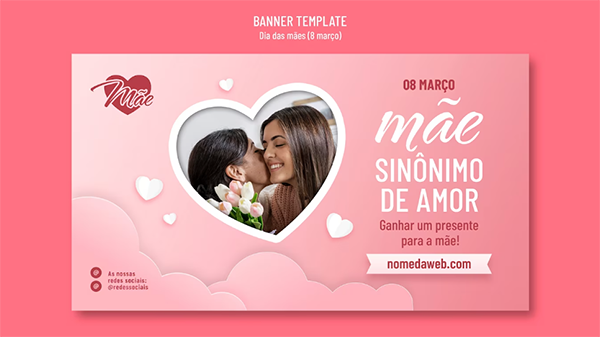 BANNER TEMPLATE
Dia das mães (8 março)
Mãe
08 MARÇO
mãe
SINÔNIMO
DE AMOR
Ganhar um presente
para a mãe!
nomedaweb.com
As nossas
redes sociais:
@redessociais